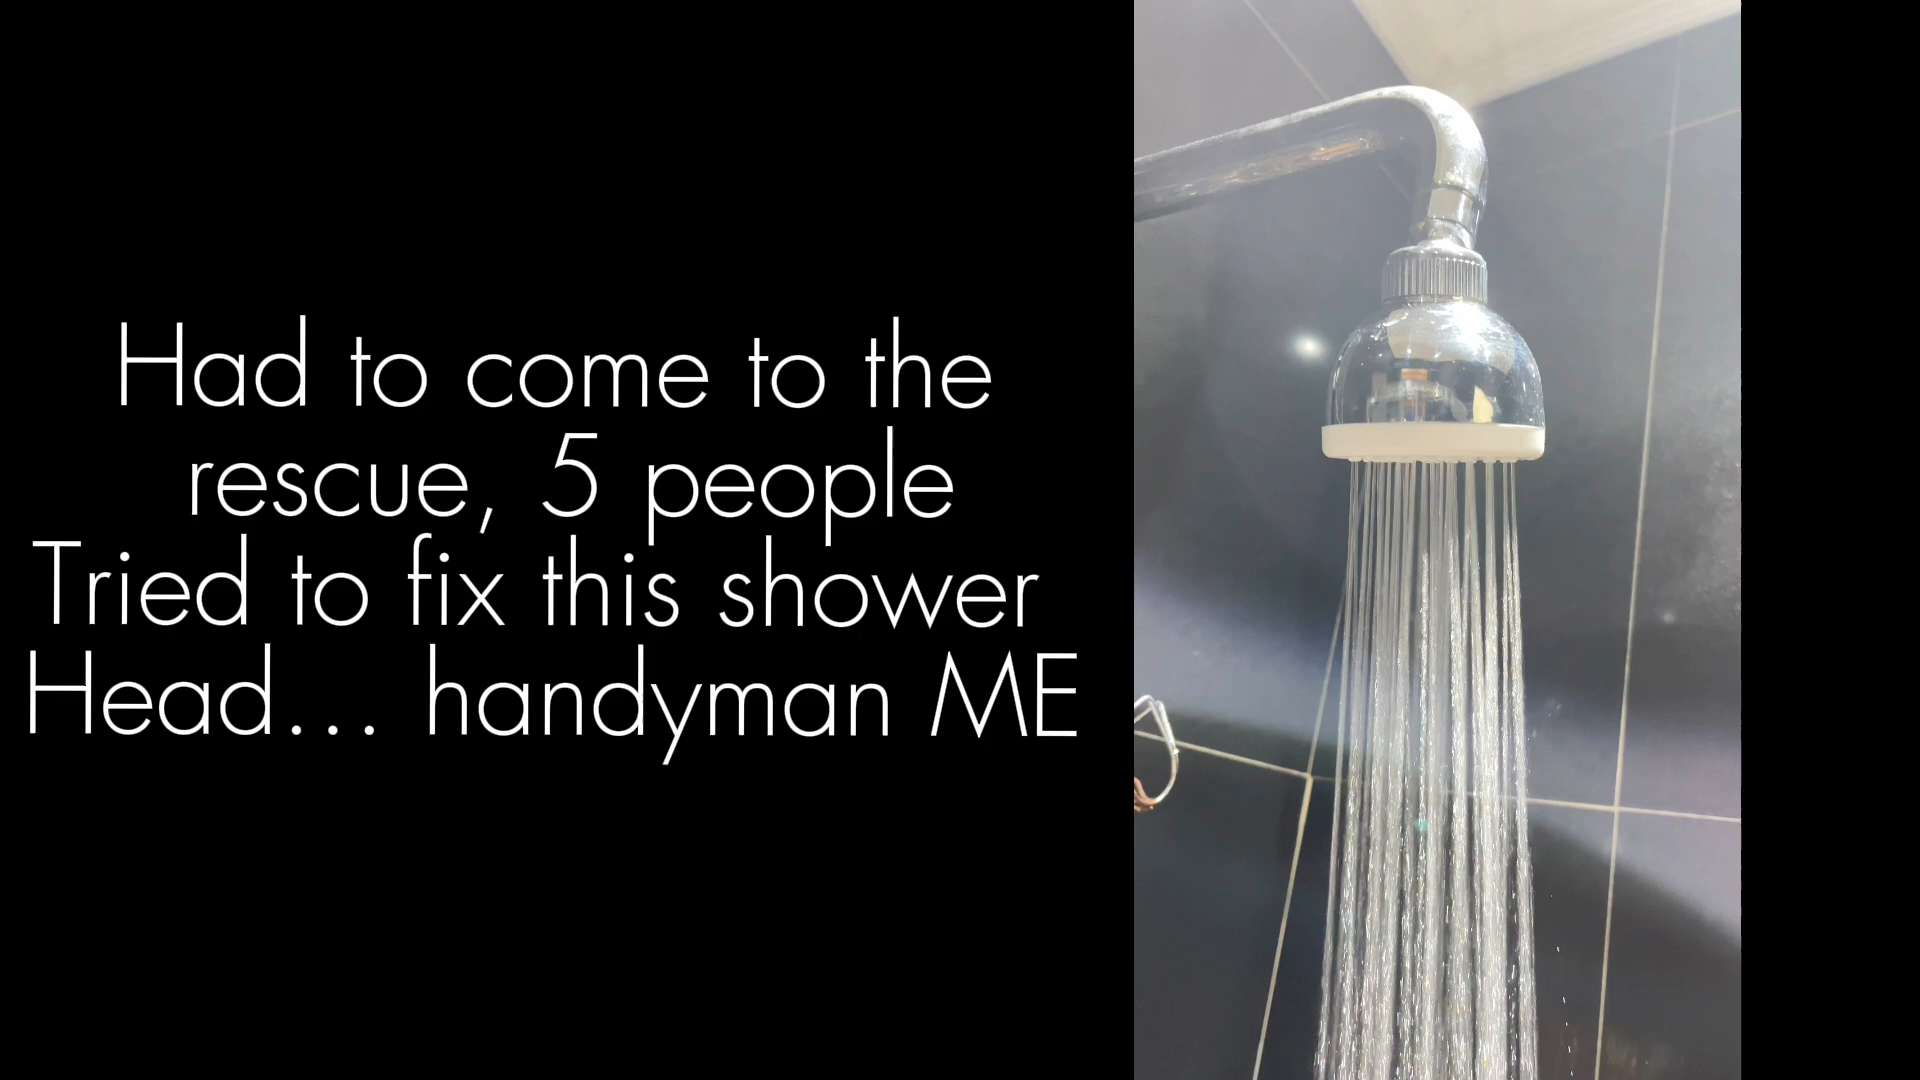 Had to come to the
rescue, 5 people
Tried to fix this shower
Head... handyman ME